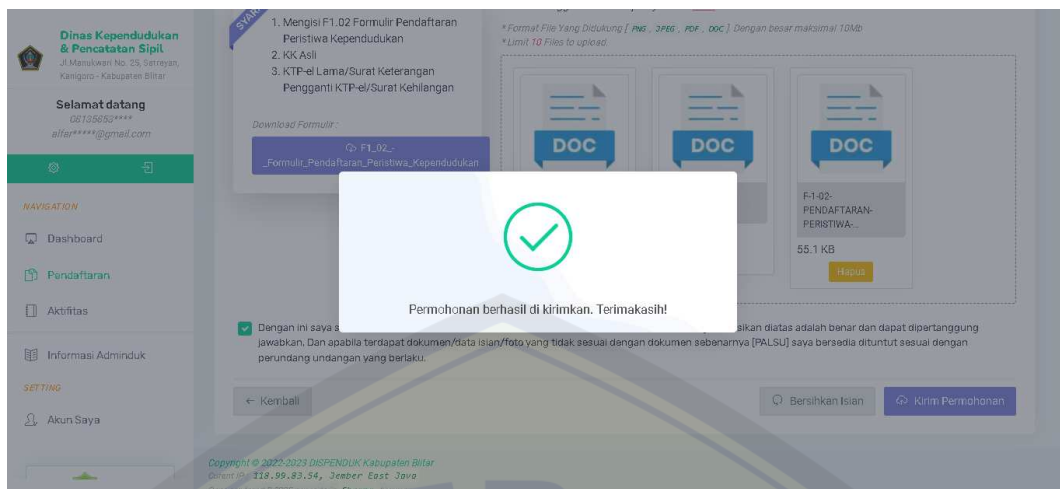 Dinas Kependudukan
& Pencatatan Sipil
Jl Manukwari No. 25, Satreyan,
Kanigoro - Kabupaten Blitar
Selamat datang
08135653****
alfar*****@gmail.com
NAVIGATION
Dashboard
Pendaftaran
Aktifitas
Informasi Adminduk
SETTING
Akun Saya
1. Mengisi F1.02 Formulir Pendaftaran
Peristiwa Kependudukan
2. KK Asli
3. KTP-el Lama/Surat Keterangan
Pengganti KTP-el/Surat Kehilangan
Download Formulir :
F1_02_-
_Formulir_Pendaftaran_Peristiwa_Kependudukan
*Format File Yang Didukung [ PNG , JPEG , PDF , DOC ] Dengan besar maksimal 10Mb
*Limit 10 Files to upload.
DOC DOC DOC
F-1-02-
PENDAFTARAN-
PERISTIWA-...
55.1 KB
Hapus
Permohonan berhasil di kirimkan. Terimakasih!
Dengan ini saya sikan diatas adalah benar dan dapat dipertanggung
jawabkan, Dan apabila terdapat dokumen/data isian/foto yang tidak sesuai dengan dokumen sebenarnya [PALSU] saya bersedia dituntut sesuai dengan
perundang undangan yang berlaku.
← Kembali
Bersihkan Isian
Kirim Permohonan
Copyright © 2022-2023 DISPENDUK Kabupaten Blitar
118.99.83.54, Jember East Java